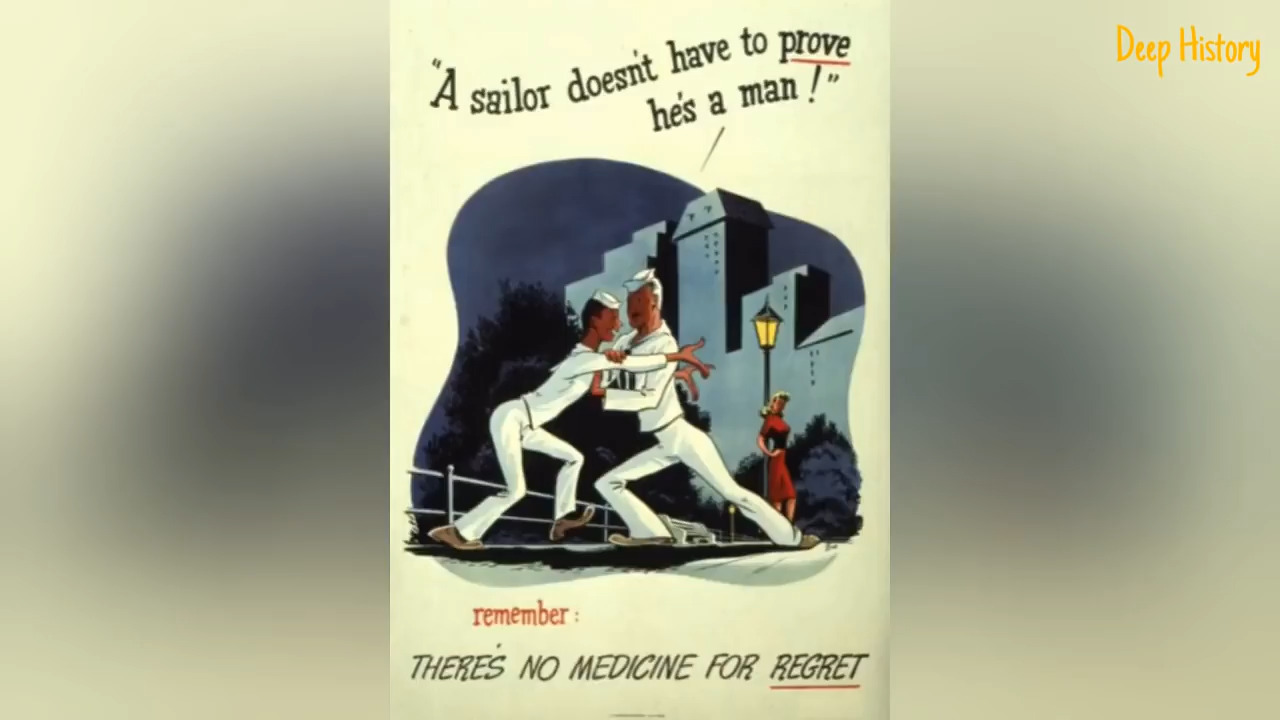 Deep History
"A sailor doesn't have to prove
he's a man!"
remember:
THERE'S NO MEDICINE FOR REGRET